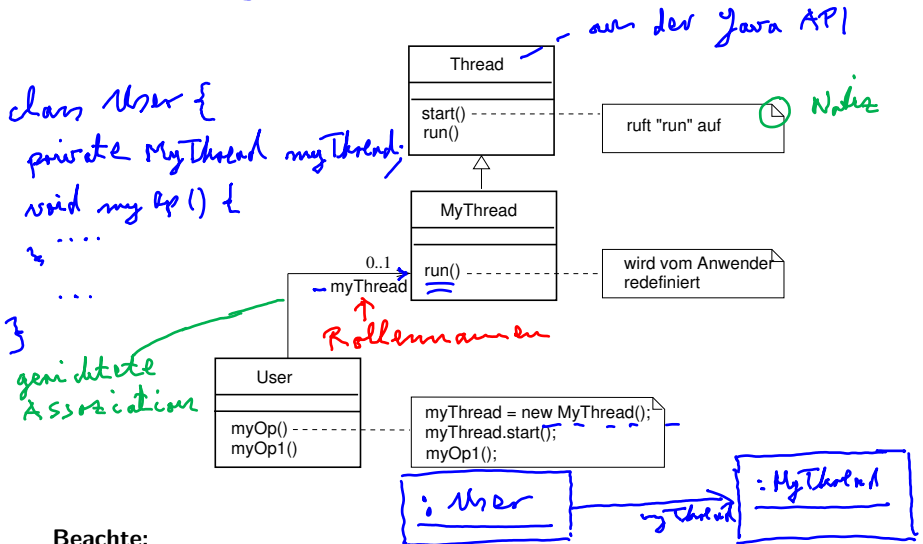 aus der Java API
Thread
start()
run()
ruft "run" auf
Notiz
class User {
private MyThread myThread;
void myOp() {
....
}
...
}
MyThread
run()
wird vom Anwender
redefiniert
0..1
- myThread
Rollennamen
gerichtete
Assoziation
User
myOp()
myOp1()
myThread = new MyThread();
myThread.start();
myOp1();
: User
myThread
: MyThread
Beachte: